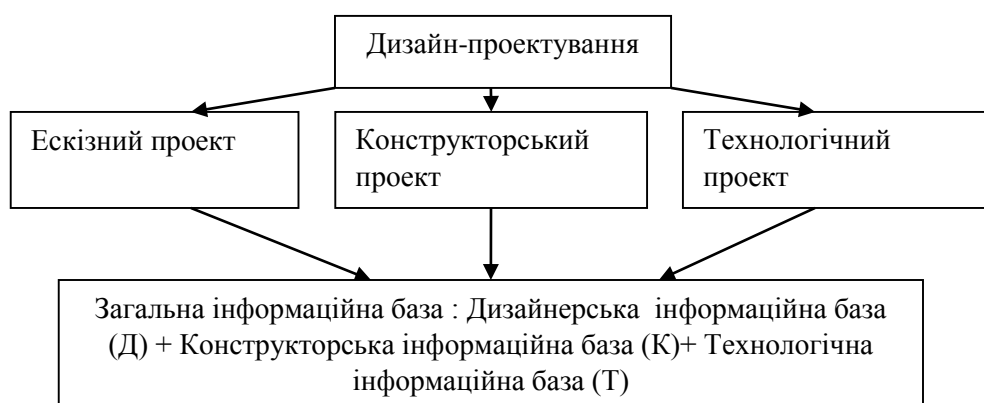 Дизайн-проектування
Ескізний проект
Конструкторський
проект
Технологічний
проект
Загальна інформаційна база : Дизайнерська інформаційна база
(Д) + Конструкторська інформаційна база (К)+ Технологічна
інформаційна база (Т)